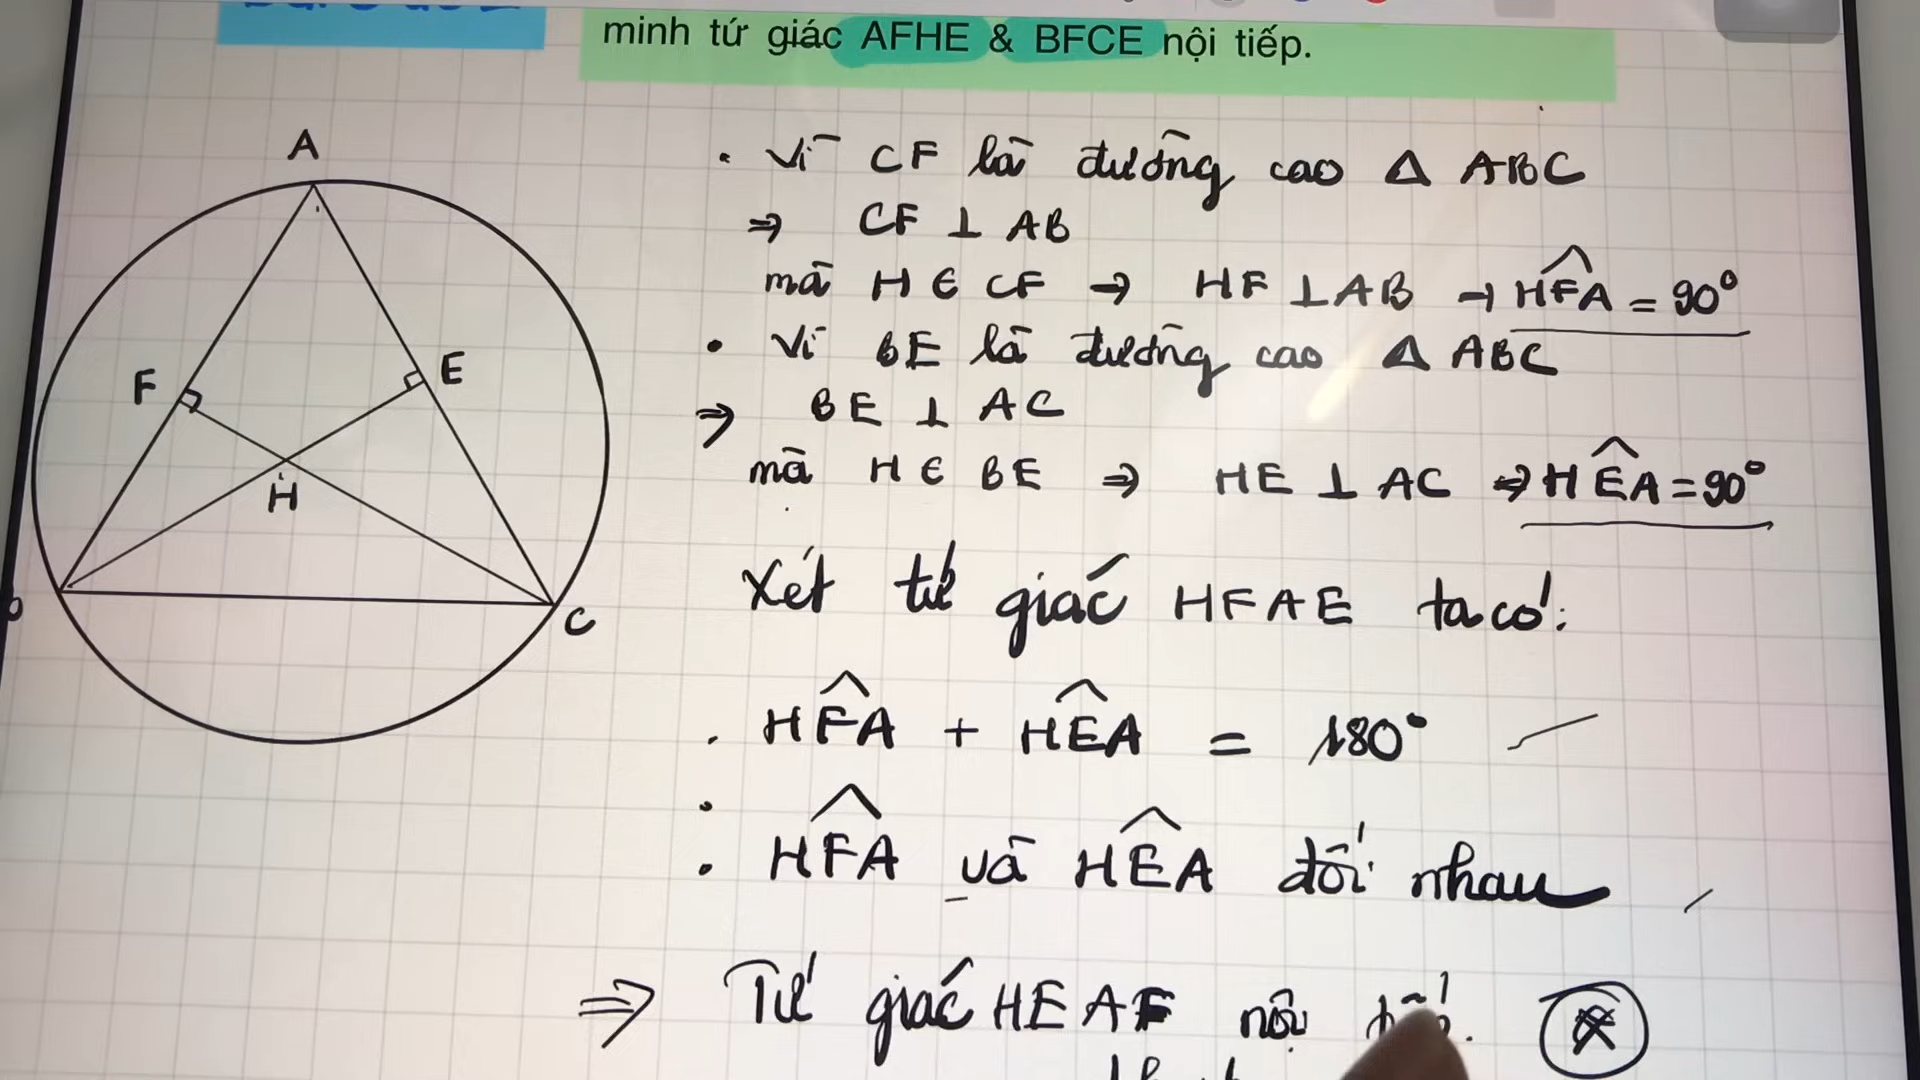 minh tứ giác AFHE & BFCE nội tiếp.
A
F
E
H
C
• Vì CF là đường cao Δ ABC
⇒ CF ⊥ AB
mà H ∈ CF → HF ⊥ AB → HFA = 90°
• Vì BE là đường cao Δ ABC
⇒ BE ⊥ AC
mà H ∈ BE ⇒ HE ⊥ AC ⇒ HEA = 90°
Xét tứ giác HFAE ta có:
. HFA + HEA = 180°
. HFA và HEA đối nhau
⇒ Tứ giác HEAF nội